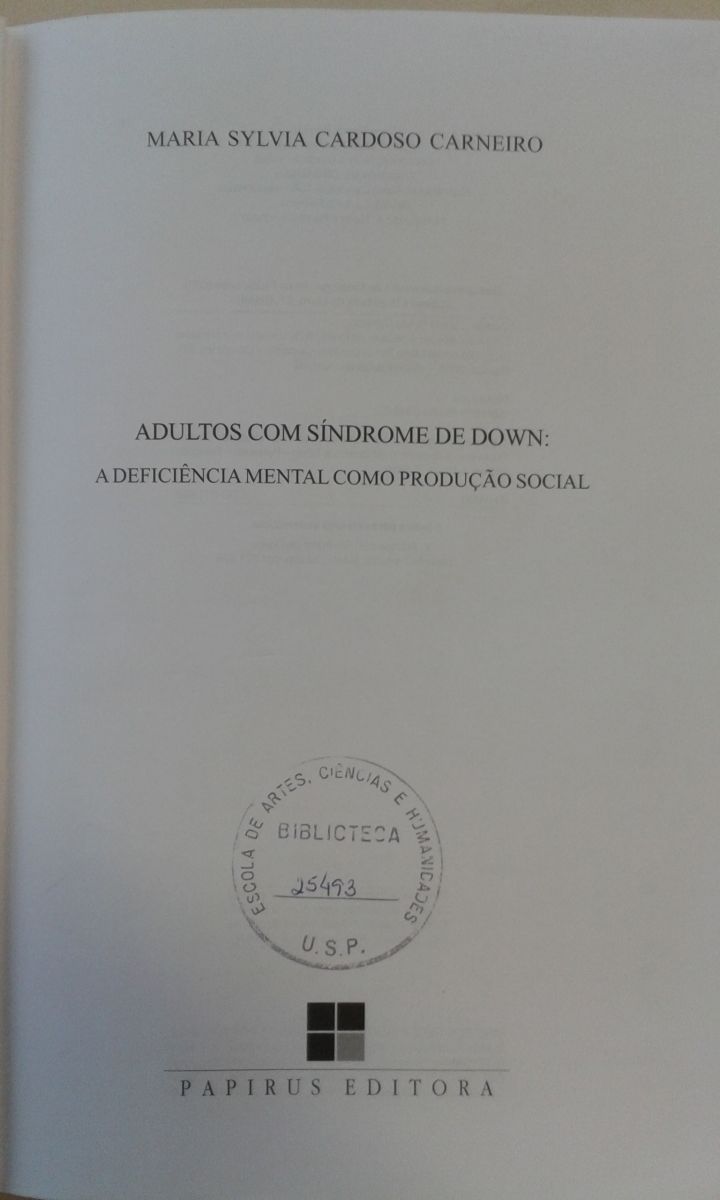 MARIA SYLVIA CARDOSO CARNEIRO
ADULTOS COM SÍNDROME DE DOWN:
A DEFICIÊNCIA MENTAL COMO PRODUÇÃO SOCIAL
ESCOLA DE ARTES, CIÊNCIAS E HUMANIDADES
BIBLIOTECA
25493
U.S.P.
PAPIRUS EDITORA